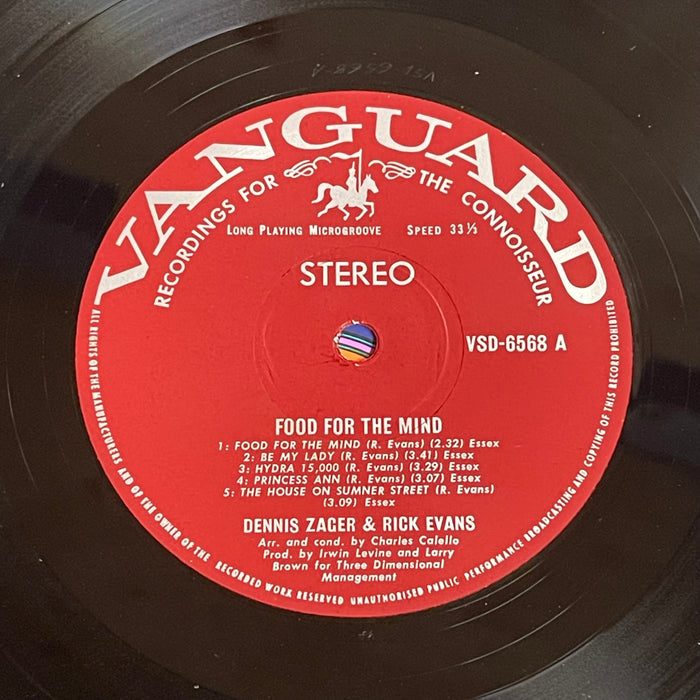 VSL 6568-A
VANGUARD
RECORDINGS FOR THE CONNOISSEUR
LONG PLAYING MICROGROOVE SPEED 33⅓
STEREO
VSD-6568 A
FOOD FOR THE MIND
1: FOOD FOR THE MIND (R. Evans) (2.32) Essex
2: BE MY LADY (R. Evans) (3.41) Essex
3: HYDRA 15,000 (R. Evans) (3.29) Essex
4: PRINCESS ANN (R. Evans) (3.07) Essex
5: THE HOUSE ON SUMNER STREET (R. Evans)
(3.09) Essex
DENNIS ZAGER & RICK EVANS
Arr. and cond. by Charles Calello
Prod. by Irwin Levine and Larry
Brown for Three Dimensional
Management
ALL RIGHTS OF THE MANUFACTURERS AND OF THE OWNER OF THE RECORDED WORK RESERVED UNAUTHORISED PUBLIC PERFORMANCE BROADCASTING AND COPYING OF THIS RECORD PROHIBITED